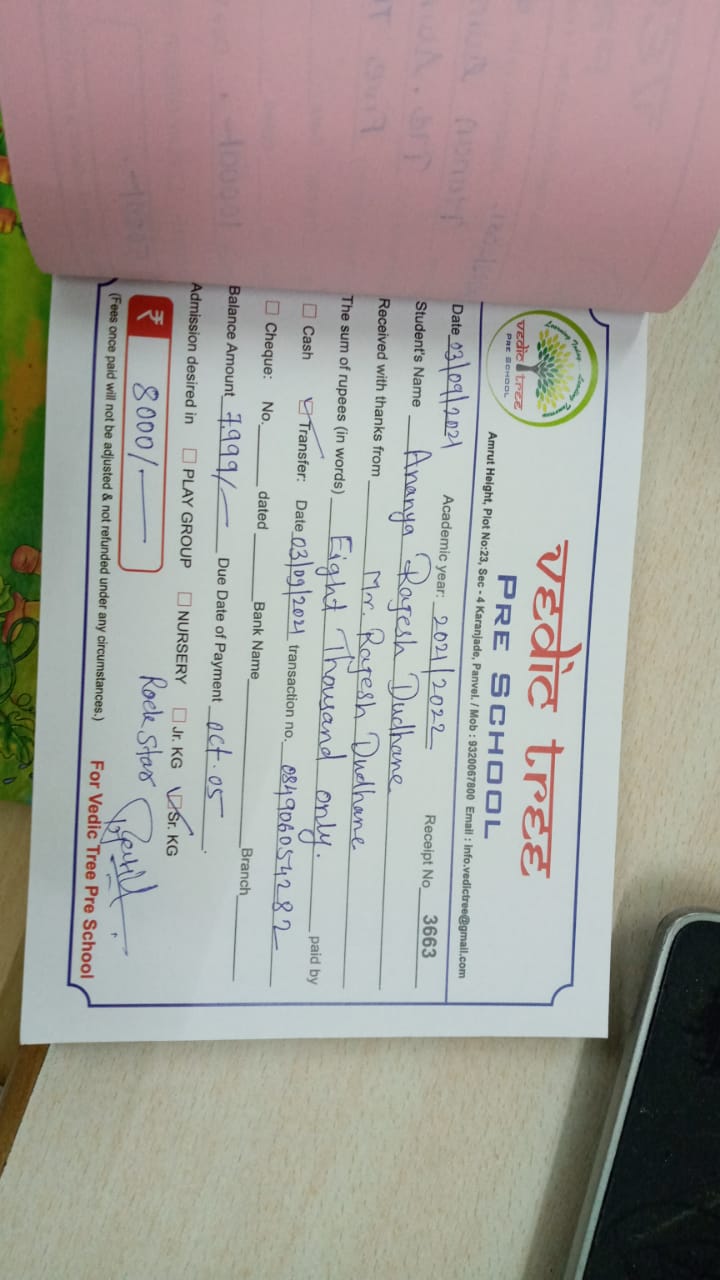 Learning Today... Leading Tomorrow
vedic tree
PRE SCHOOL
vedic tree
PRE SCHOOL
Amrut Height, Plot No:23, Sec - 4 Karanjade, Panvel. / Mob : 9320067800 Email : info.vedictree@gmail.com
Date 03/09/2021 Academic year: 2021/2022 Receipt No 3663
Student's Name Ananya Rajesh Dudhane
Received with thanks from Mr. Rajesh Dudhane
The sum of rupees (in words) Eight Thousand only. paid by
Cash Transfer: Date 03/09/2021 transaction no. 084906054282
Cheque: No. dated Bank Name Branch
Balance Amount 7,999/- Due Date of Payment oct. 05
Admission desired in PLAY GROUP NURSERY Jr. KG Sr. KG
Rock Star
₹ 8000/-
(Fees once paid will not be adjusted & not refunded under any circumstances.)
For Vedic Tree Pre School